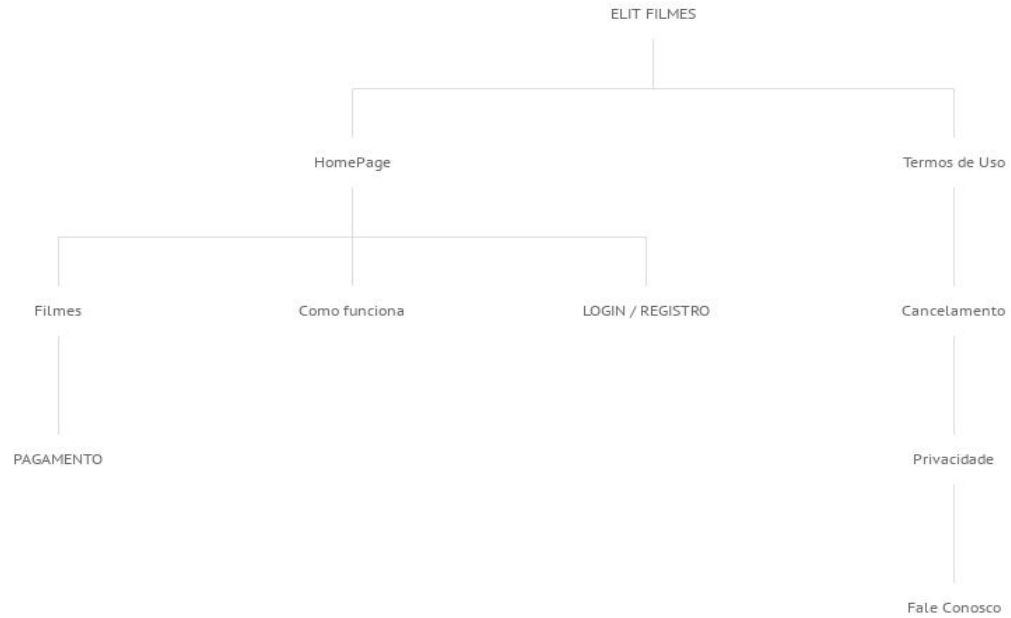 ELIT FILMES
HomePage
Termos de Uso
Filmes
Como funciona
LOGIN / REGISTRO
Cancelamento
PAGAMENTO
Privacidade
Fale Conosco